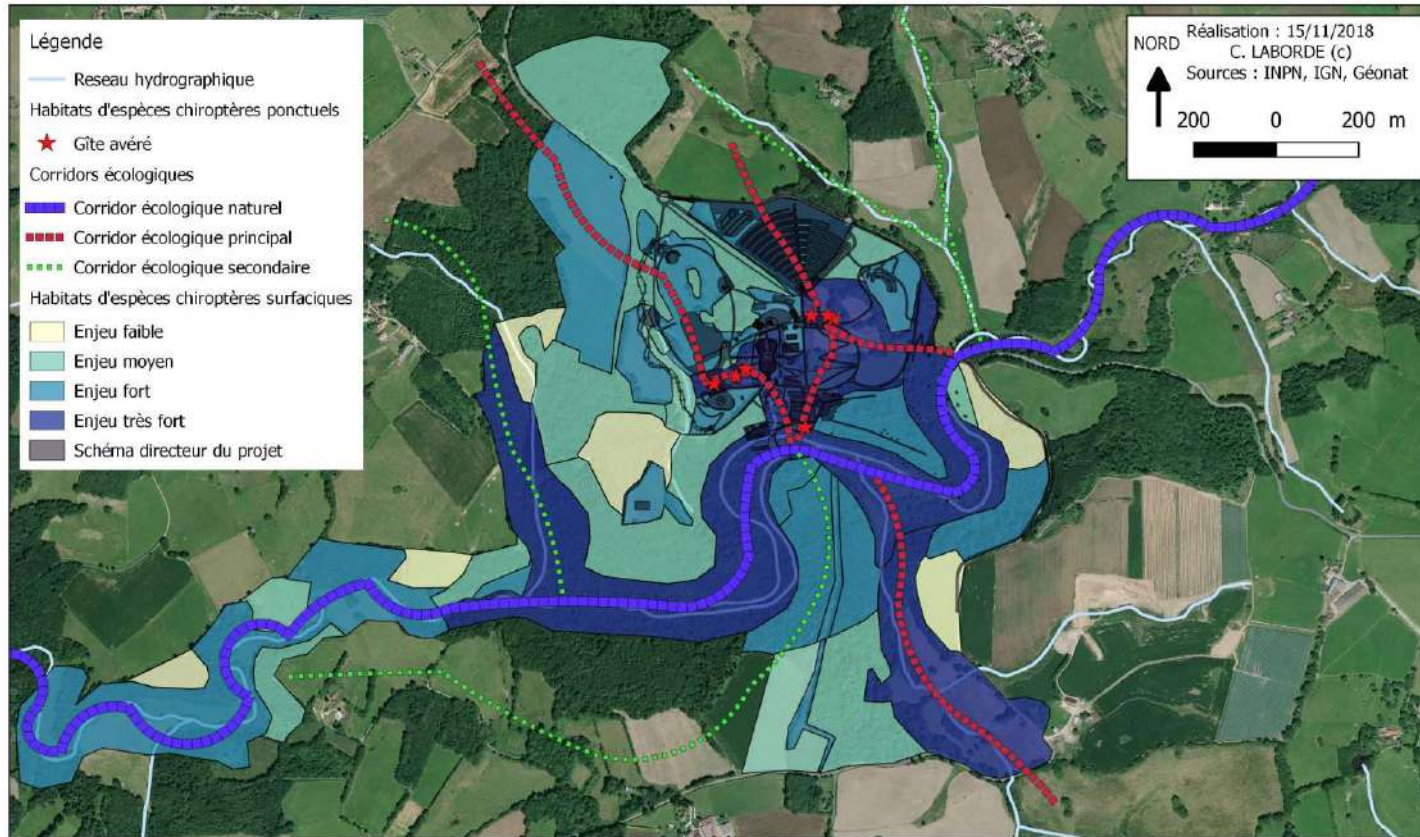 Légende
Reseau hydrographique
Habitats d'espèces chiroptères ponctuels
Gîte avéré
Corridors écologiques
Corridor écologique naturel
Corridor écologique principal
Corridor écologique secondaire
Habitats d'espèces chiroptères surfaciques
Enjeu faible
Enjeu moyen
Enjeu fort
Enjeu très fort
Schéma directeur du projet
Réalisation : 15/11/2018
C. LABORDE (c)
Sources : INPN, IGN, Géonat
NORD
200 0 200 m